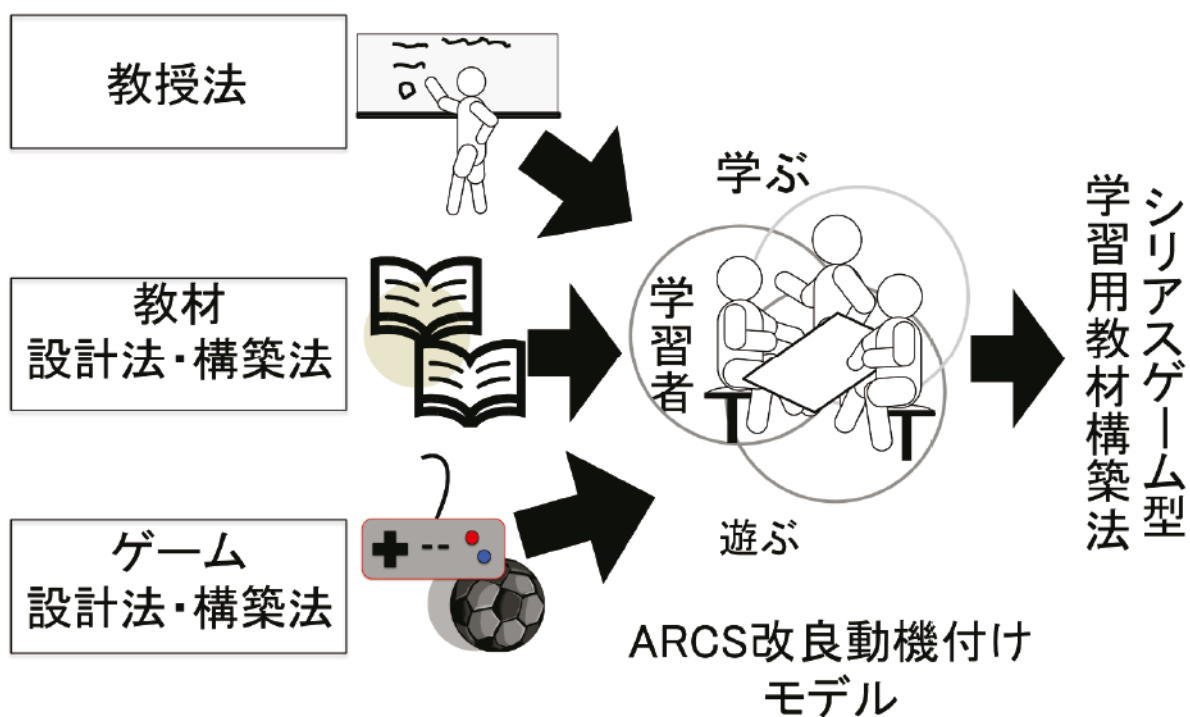 教授法
教材
設計法・構築法
ゲーム
設計法・構築法
学ぶ
学習者
遊ぶ
ARCS改良動機付け
モデル
シリアスゲーム型
学習用教材構築法